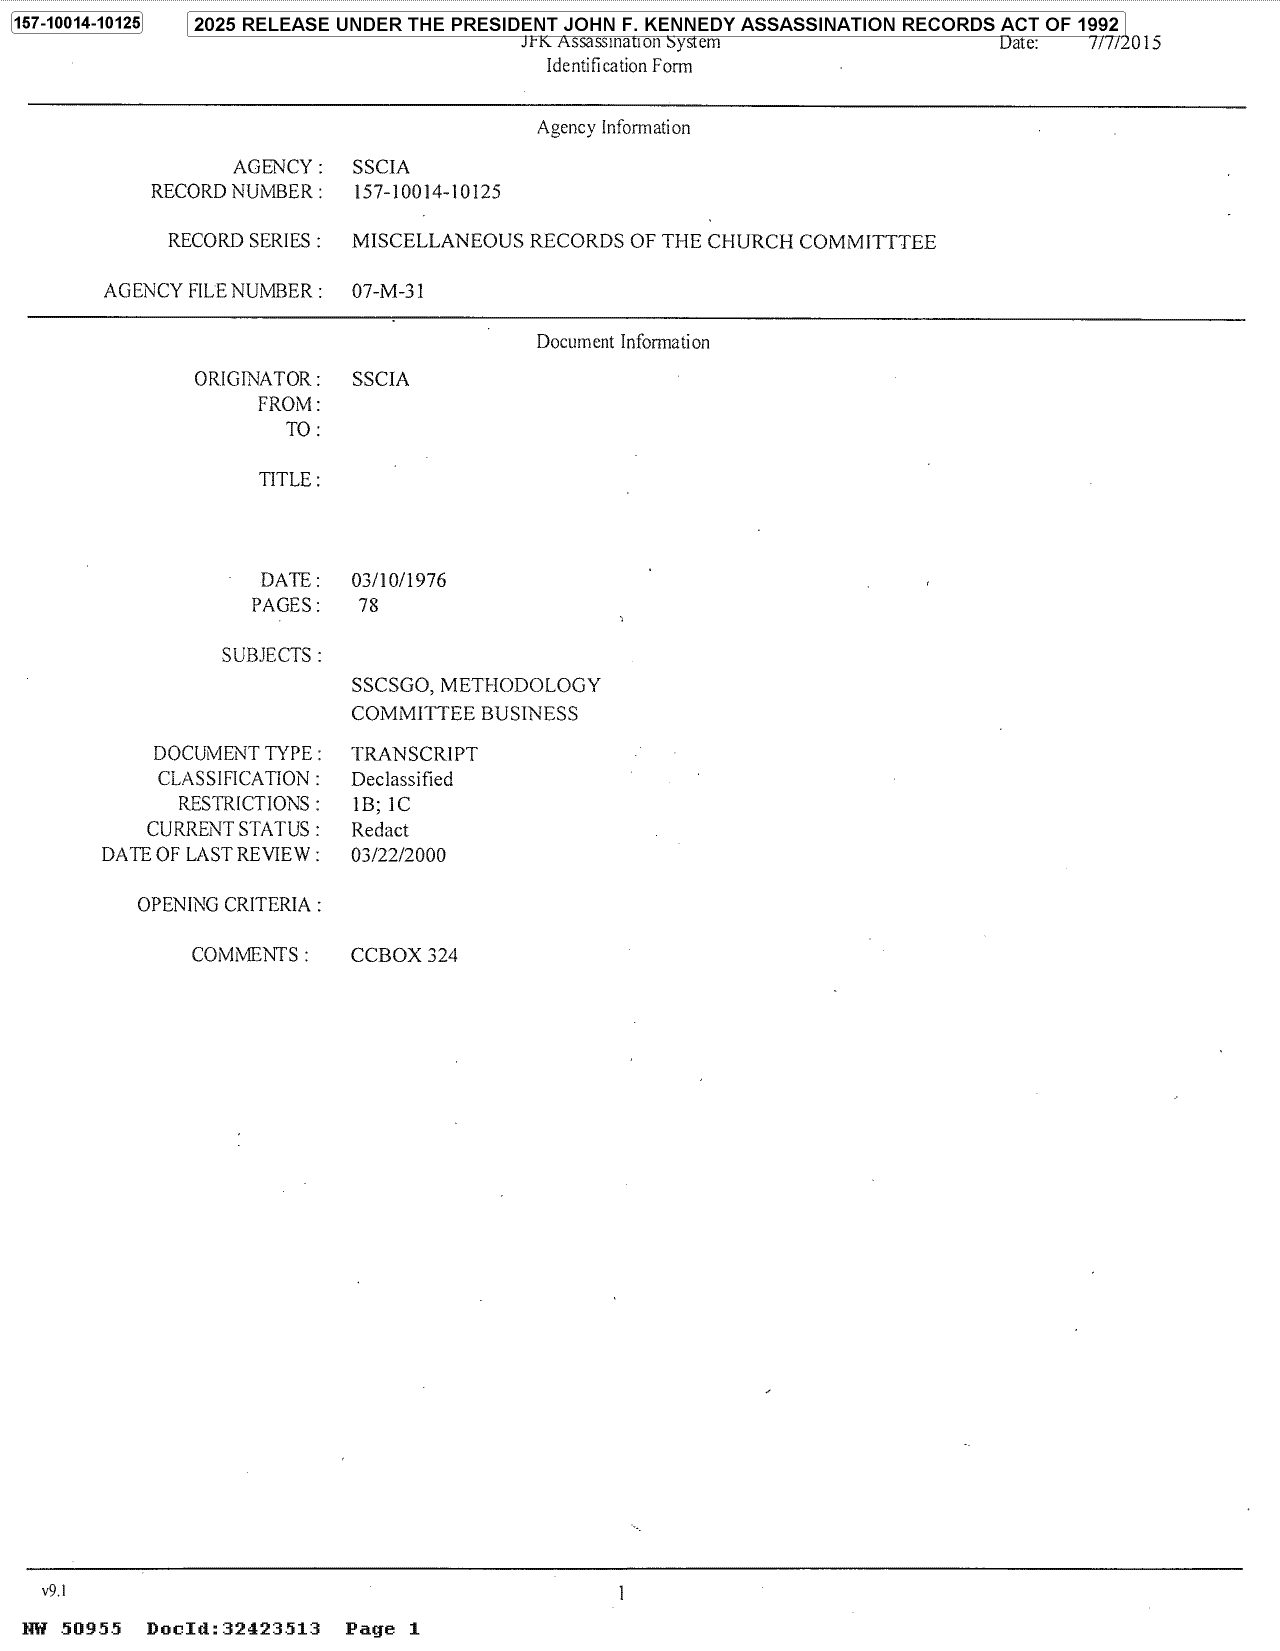 157-10014-10125
2025 RELEASE UNDER THE PRESIDENT JOHN F. KENNEDY ASSASSINATION RECORDS ACT OF 1992
JFK Assassination System
Date: 7/7/2015
Identification Form
Agency Information
AGENCY : SSCIA
RECORD NUMBER : 157-10014-10125
RECORD SERIES : MISCELLANEOUS RECORDS OF THE CHURCH COMMITTTEE
AGENCY FILE NUMBER : 07-M-31
Document Information
ORIGINATOR : SSCIA
FROM :
TO :
TITLE :
DATE : 03/10/1976
PAGES : 78
SUBJECTS :
SSCSGO, METHODOLOGY
COMMITTEE BUSINESS
DOCUMENT TYPE : TRANSCRIPT
CLASSIFICATION : Declassified
RESTRICTIONS : 1B; 1C
CURRENT STATUS : Redact
DATE OF LAST REVIEW : 03/22/2000
OPENING CRITERIA :
COMMENTS : CCBOX 324
v9.1
1
NW 50955 DocId:32423513 Page 1